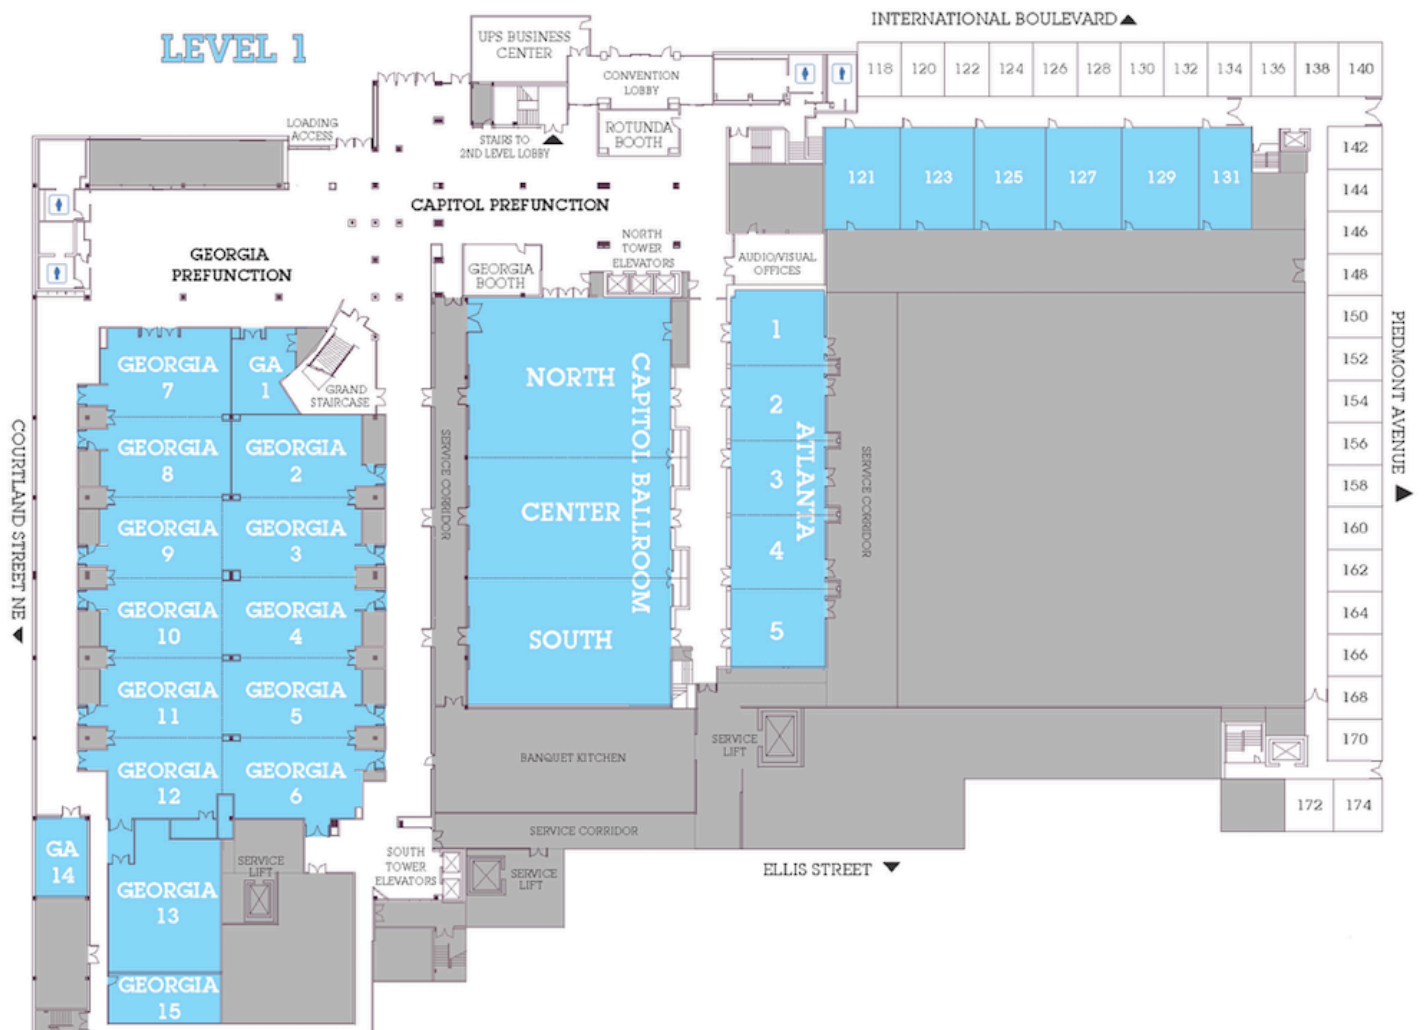 LEVEL 1
INTERNATIONAL BOULEVARD
UPS BUSINESS
CENTER
CONVENTION
LOBBY
118
120
122
124
126
128
130
132
134
136
138
140
LOADING
ACCESS
STAIRS TO
2ND LEVEL LOBBY
ROTUNDA
BOOTH
121
123
125
127
129
131
142
144
146
148
150
152
154
156
158
160
162
164
166
168
170
172
174
CAPITOL PREFUNCTION
GEORGIA
PREFUNCTION
GEORGIA
BOOTH
NORTH
TOWER
ELEVATORS
AUDIO/VISUAL
OFFICES
GEORGIA
7
GA
1
GRAND
STAIRCASE
GEORGIA
8
GEORGIA
2
GEORGIA
9
GEORGIA
3
GEORGIA
10
GEORGIA
4
GEORGIA
11
GEORGIA
5
GEORGIA
12
GEORGIA
6
GA
14
GEORGIA
13
GEORGIA
15
SERVICE
LIFT
COURTLAND STREET NE
SERVICE CORRIDOR
NORTH
CENTER
SOUTH
CAPITOL BALLROOM
1
2
3
4
5
ATLANTA
SERVICE CORRIDOR
PIEDMONT AVENUE
BANQUET KITCHEN
SERVICE
LIFT
SERVICE CORRIDOR
SOUTH
TOWER
ELEVATORS
SERVICE
LIFT
ELLIS STREET